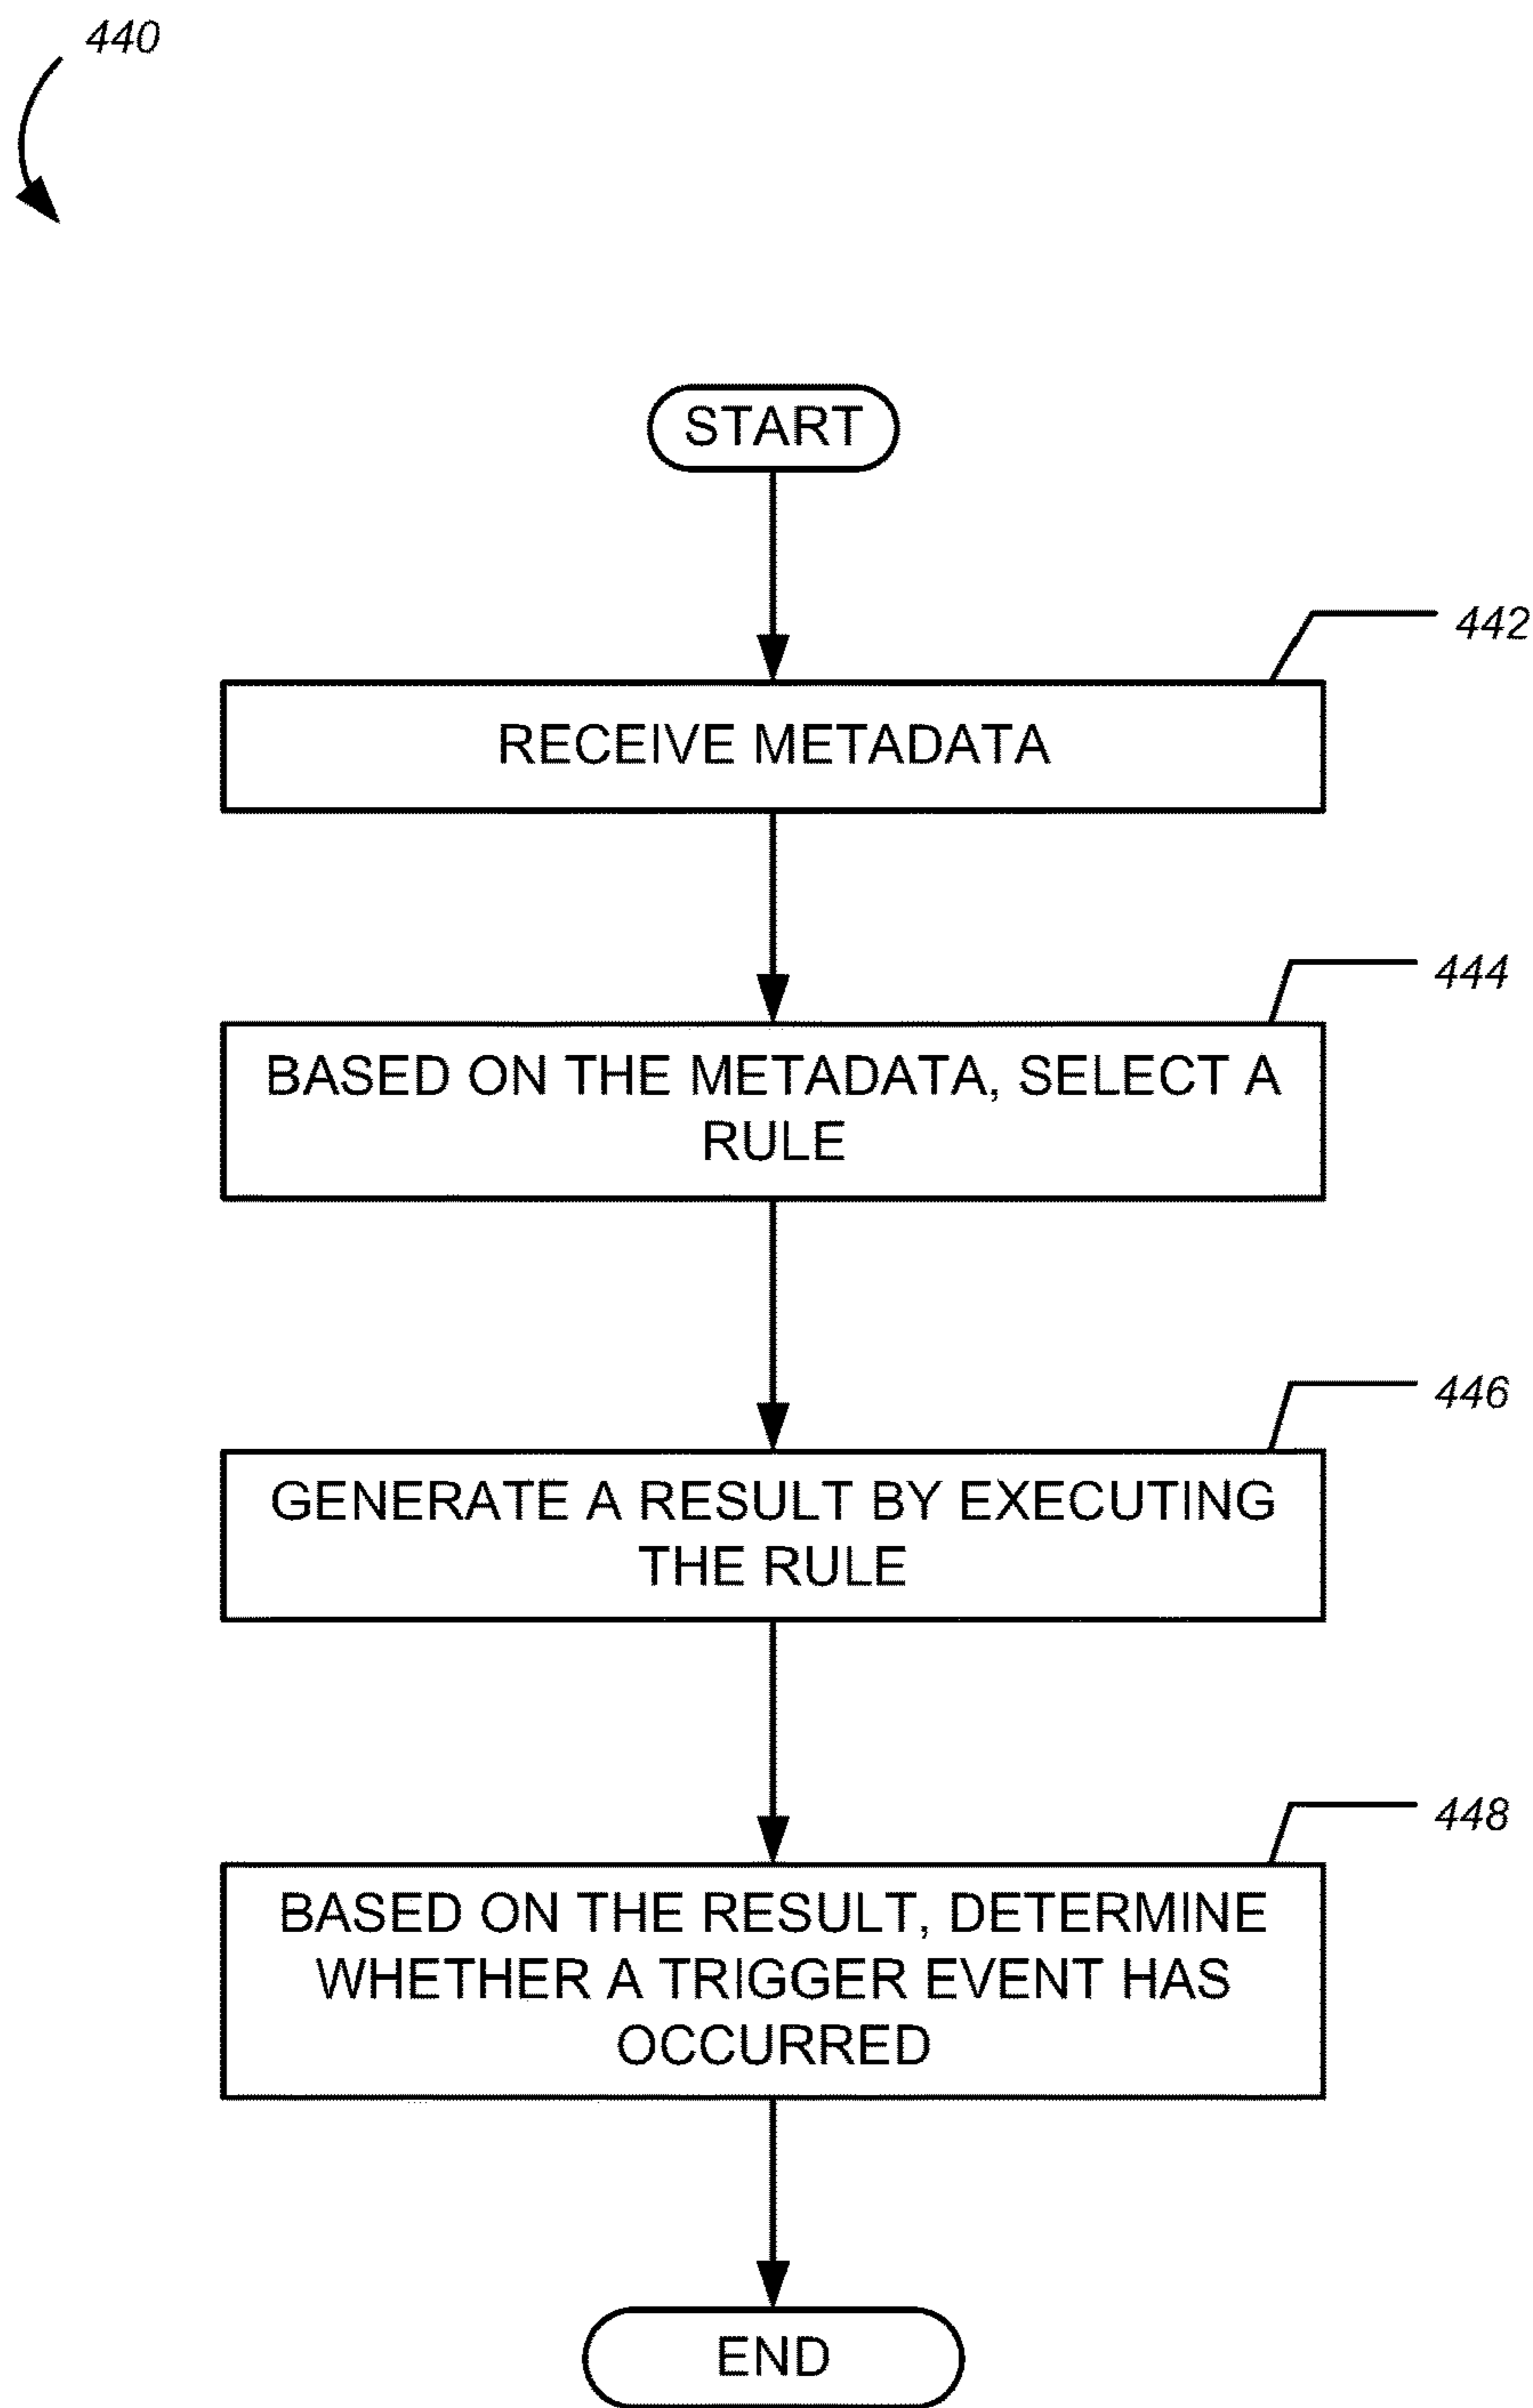 440
START
442
RECEIVE METADATA
444
BASED ON THE METADATA, SELECT A
RULE
446
GENERATE A RESULT BY EXECUTING
THE RULE
448
BASED ON THE RESULT, DETERMINE
WHETHER A TRIGGER EVENT HAS
OCCURRED
END